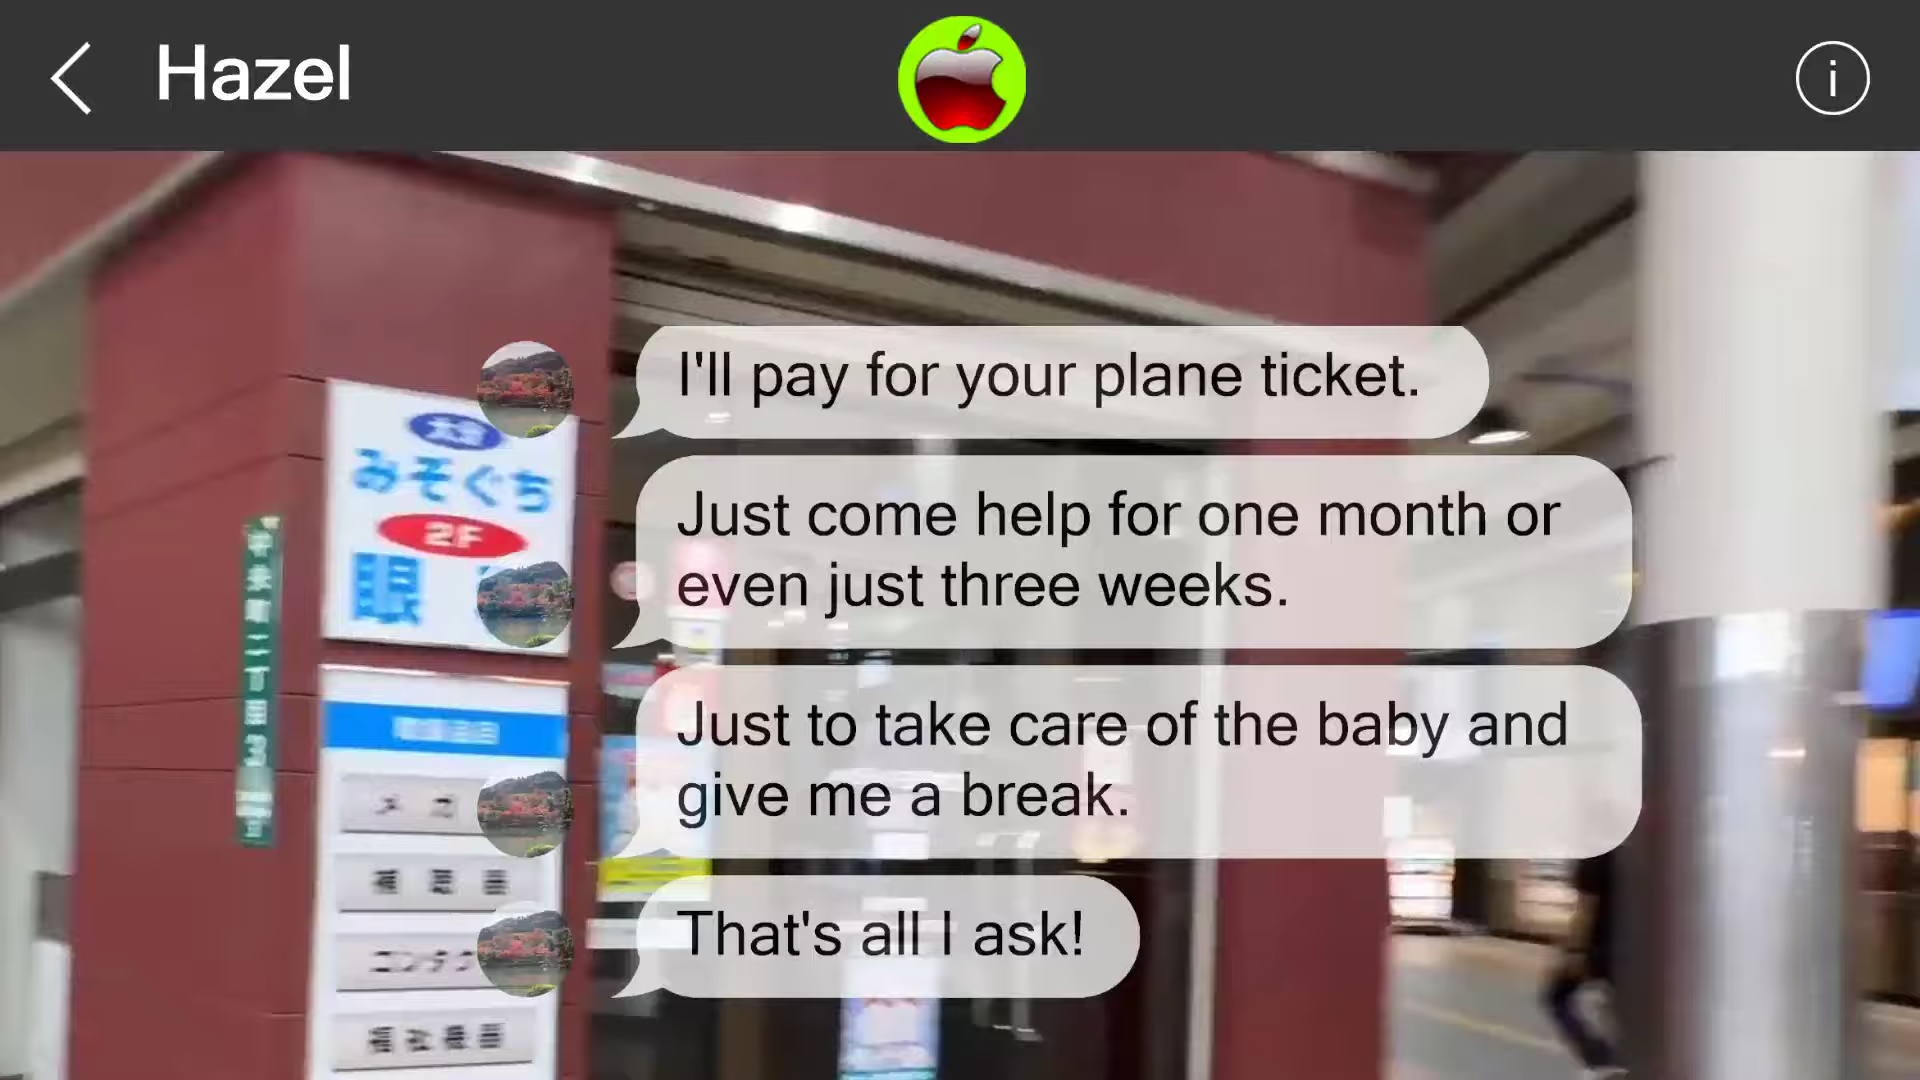 Hazel
i
I'll pay for your plane ticket.
Just come help for one month or
even just three weeks.
Just to take care of the baby and
give me a break.
That's all I ask!
みぞぐち
2F
眼